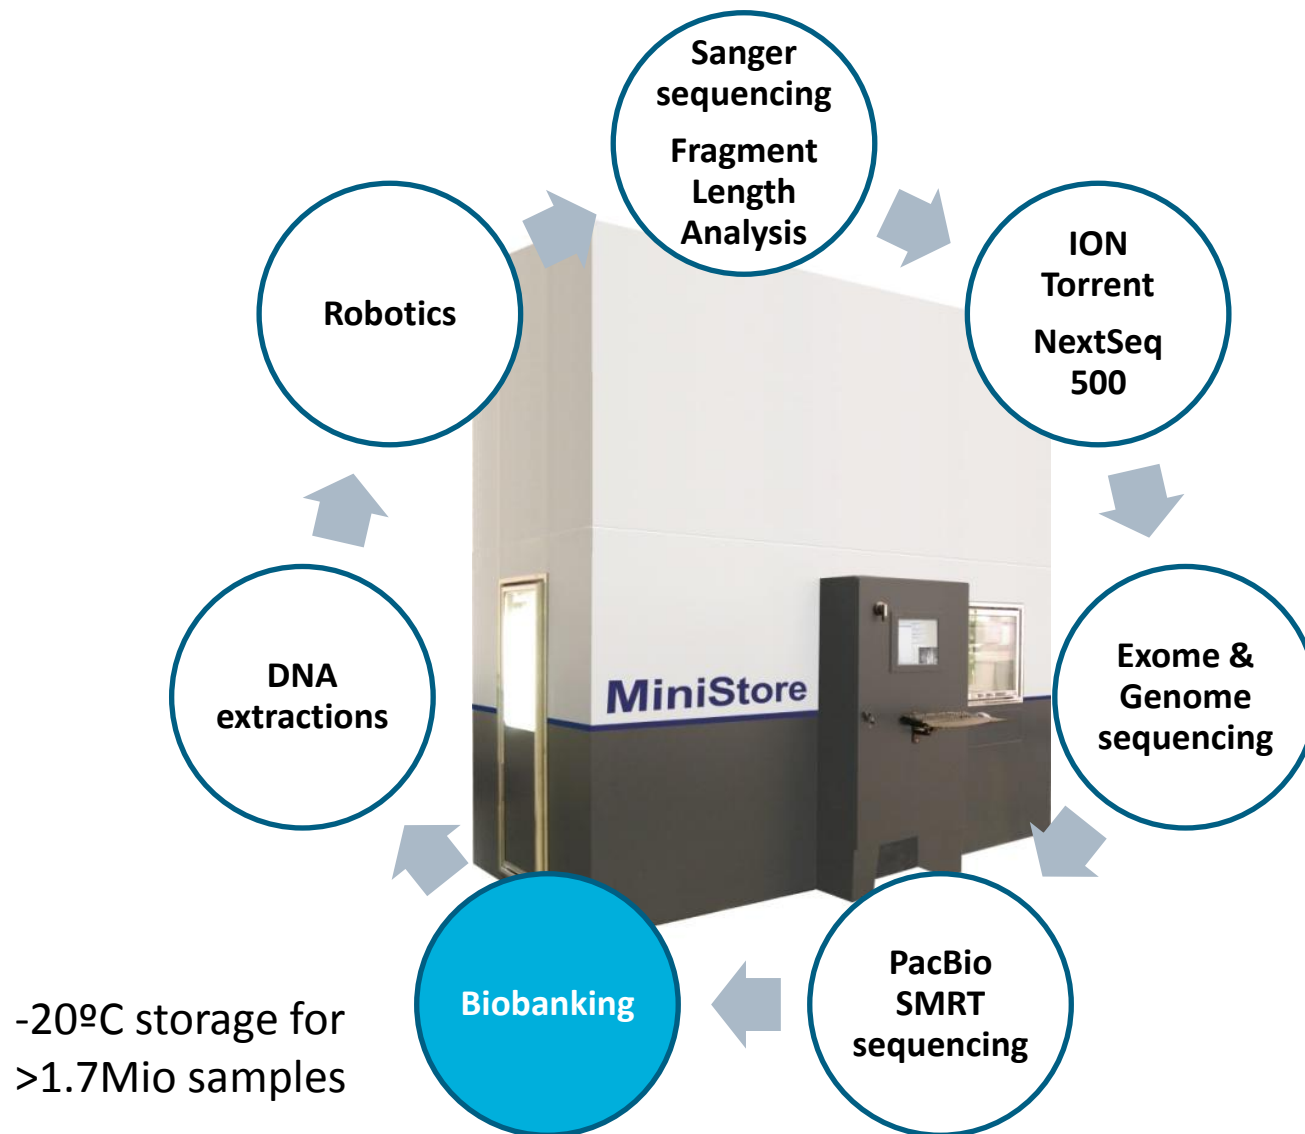 Sanger
sequencing
Fragment
Length
Analysis
ION
Torrent
NextSeq
500
Robotics
DNA
extractions
MiniStore
Exome &
Genome
sequencing
Biobanking
PacBio
SMRT
sequencing
-20ºC storage for
>1.7Mio samples